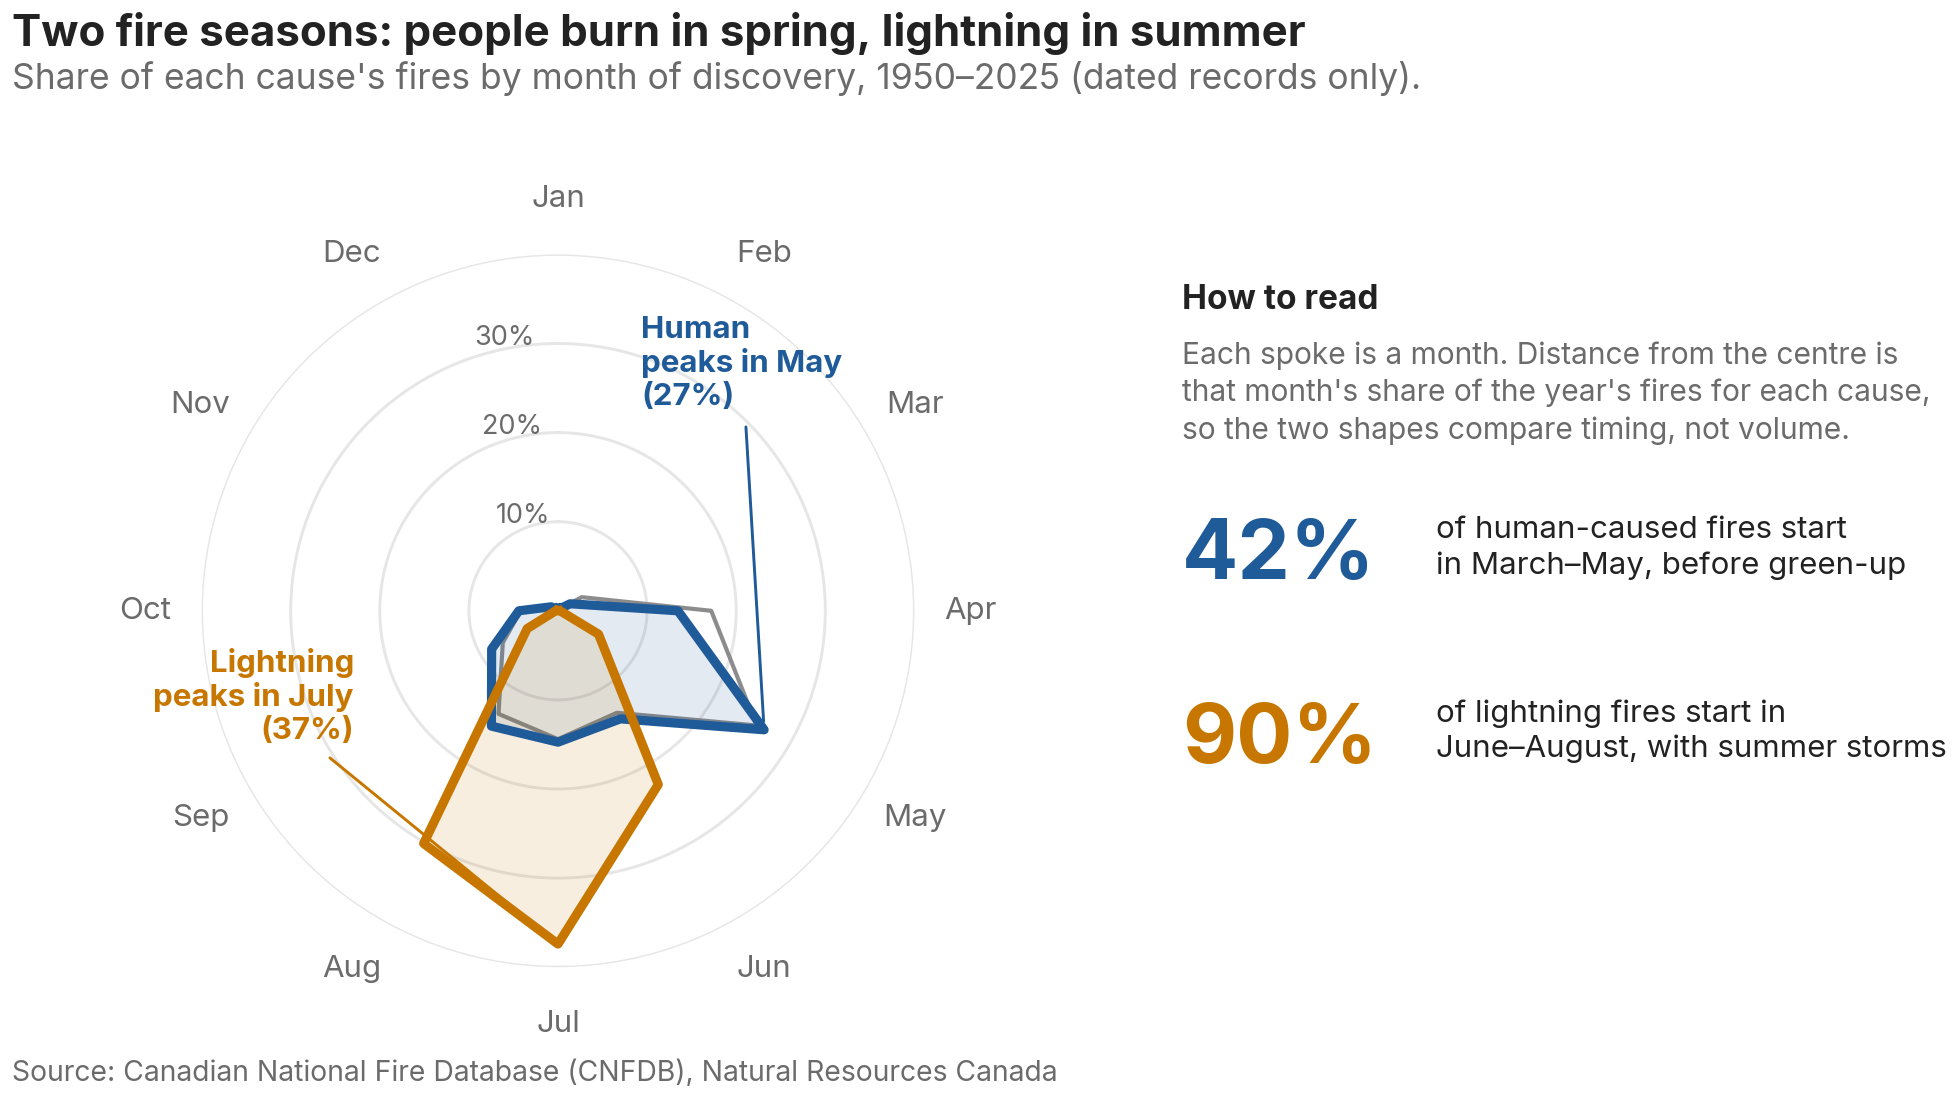 Two fire seasons: people burn in spring, lightning in summer
Share of each cause's fires by month of discovery, 1950–2025 (dated records only).
Jan
Feb
Mar
Apr
May
Jun
Jul
Aug
Sep
Oct
Nov
Dec
30%
20%
10%
Human
peaks in May
(27%)
Lightning
peaks in July
(37%)
How to read
Each spoke is a month. Distance from the centre is
that month's share of the year's fires for each cause,
so the two shapes compare timing, not volume.
42%
of human-caused fires start
in March–May, before green-up
90%
of lightning fires start in
June–August, with summer storms
Source: Canadian National Fire Database (CNFDB), Natural Resources Canada